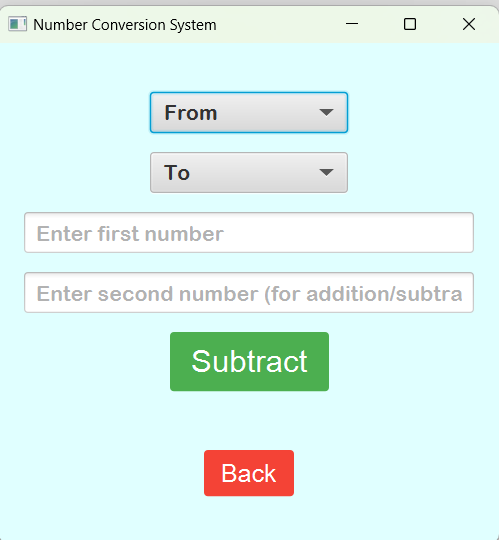 Number Conversion System
From
To
Enter first number
Enter second number (for addition/subtra
Subtract
Back